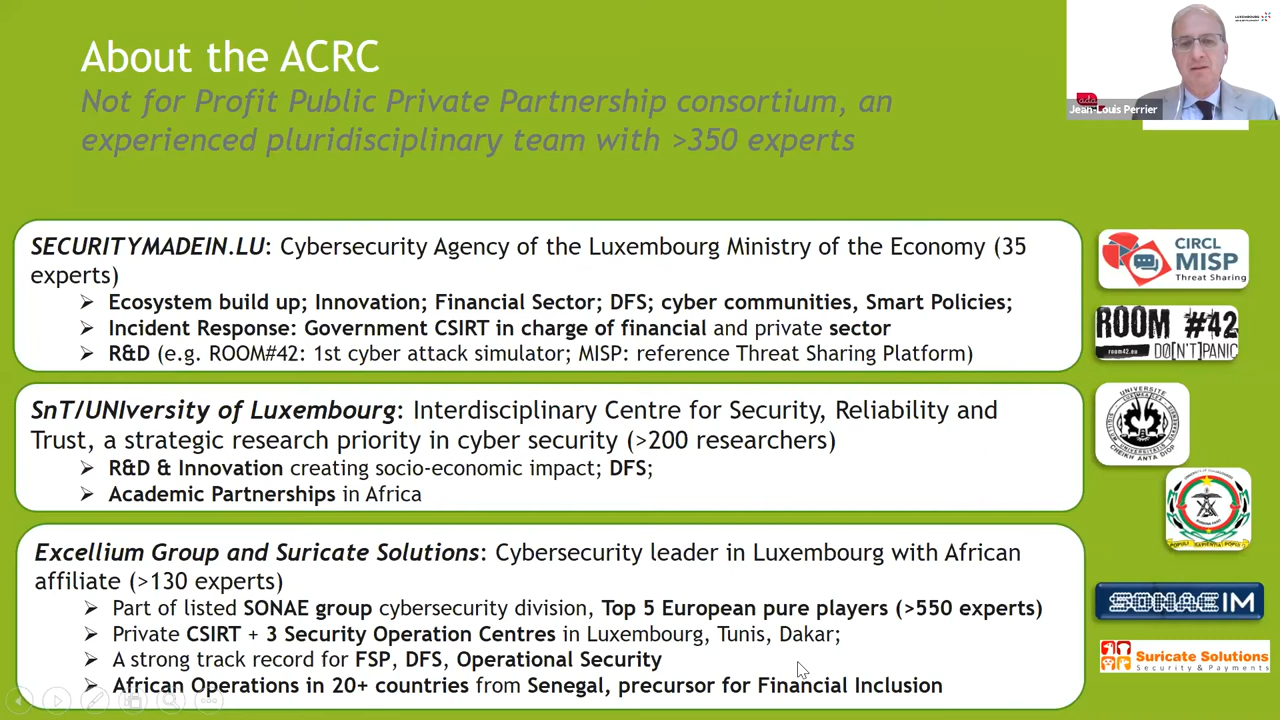 About the ACRC
Not for Profit Public Private Partnership consortium, an
experienced pluridisciplinary team with >350 experts
Jean-Louis Perrier
SECURITYMADEIN.LU: Cybersecurity Agency of the Luxembourg Ministry of the Economy (35
experts)
➢ Ecosystem build up; Innovation; Financial Sector; DFS; cyber communities, Smart Policies;
➢ Incident Response: Government CSIRT in charge of financial and private sector
➢ R&D (e.g. ROOM#42: 1st cyber attack simulator; MISP: reference Threat Sharing Platform)
CIRCL
MISP
Threat Sharing
ROOM #42
room42.eu DO[N'T]PANIC
SnT/UNIversity of Luxembourg: Interdisciplinary Centre for Security, Reliability and
Trust, a strategic research priority in cyber security (>200 researchers)
➢ R&D & Innovation creating socio-economic impact; DFS;
➢ Academic Partnerships in Africa
UNIVERSITE
CHEIKH ANTA DIOP
Excellium Group and Suricate Solutions: Cybersecurity leader in Luxembourg with African
affiliate (>130 experts)
➢ Part of listed SONAE group cybersecurity division, Top 5 European pure players (>550 experts)
➢ Private CSIRT + 3 Security Operation Centres in Luxembourg, Tunis, Dakar;
➢ A strong track record for FSP, DFS, Operational Security
➢ African Operations in 20+ countries from Senegal, precursor for Financial Inclusion
SONAE IM
Suricate Solutions
Security & Payments